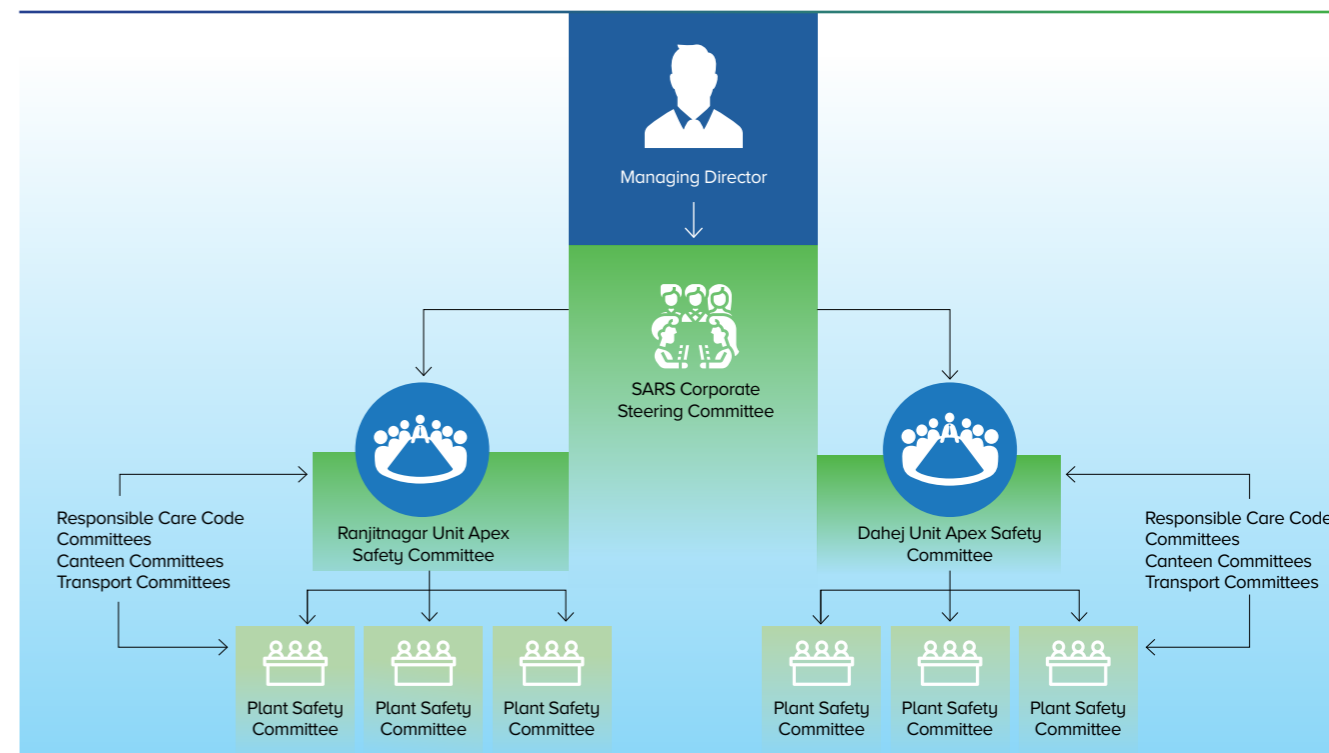 Managing Director
SARS Corporate
Steering Committee
Responsible Care Code
Committees
Canteen Committees
Transport Committees
Ranjitnagar Unit Apex
Safety Committee
Dahej Unit Apex Safety
Committee
Responsible Care Code
Committees
Canteen Committees
Transport Committees
Plant Safety
Committee
Plant Safety
Committee
Plant Safety
Committee
Plant Safety
Committee
Plant Safety
Committee
Plant Safety
Committee